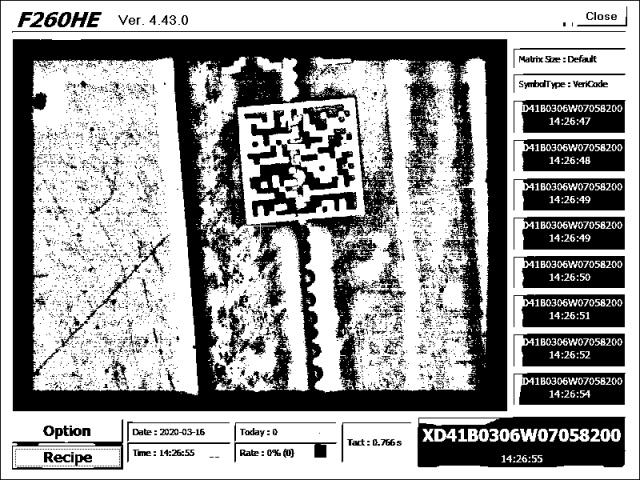 F260HE Ver. 4.43.0
Close
Matrix Size : Default
SymbolType : VeriCode
D41B0306W07058200
14:26:47
D41B0306W07058200
14:26:48
D41B0306W07058200
14:26:49
D41B0306W07058200
14:26:49
D41B0306W07058200
14:26:50
D41B0306W07058200
14:26:51
D41B0306W07058200
14:26:52
D41B0306W07058200
14:26:54
Option
Recipe
Date : 2020-03-16
Time : 14:26:55
Today : 0
Rate : 0% (0)
Tact : 0.766 s
XD41B0306W07058200
14:26:55